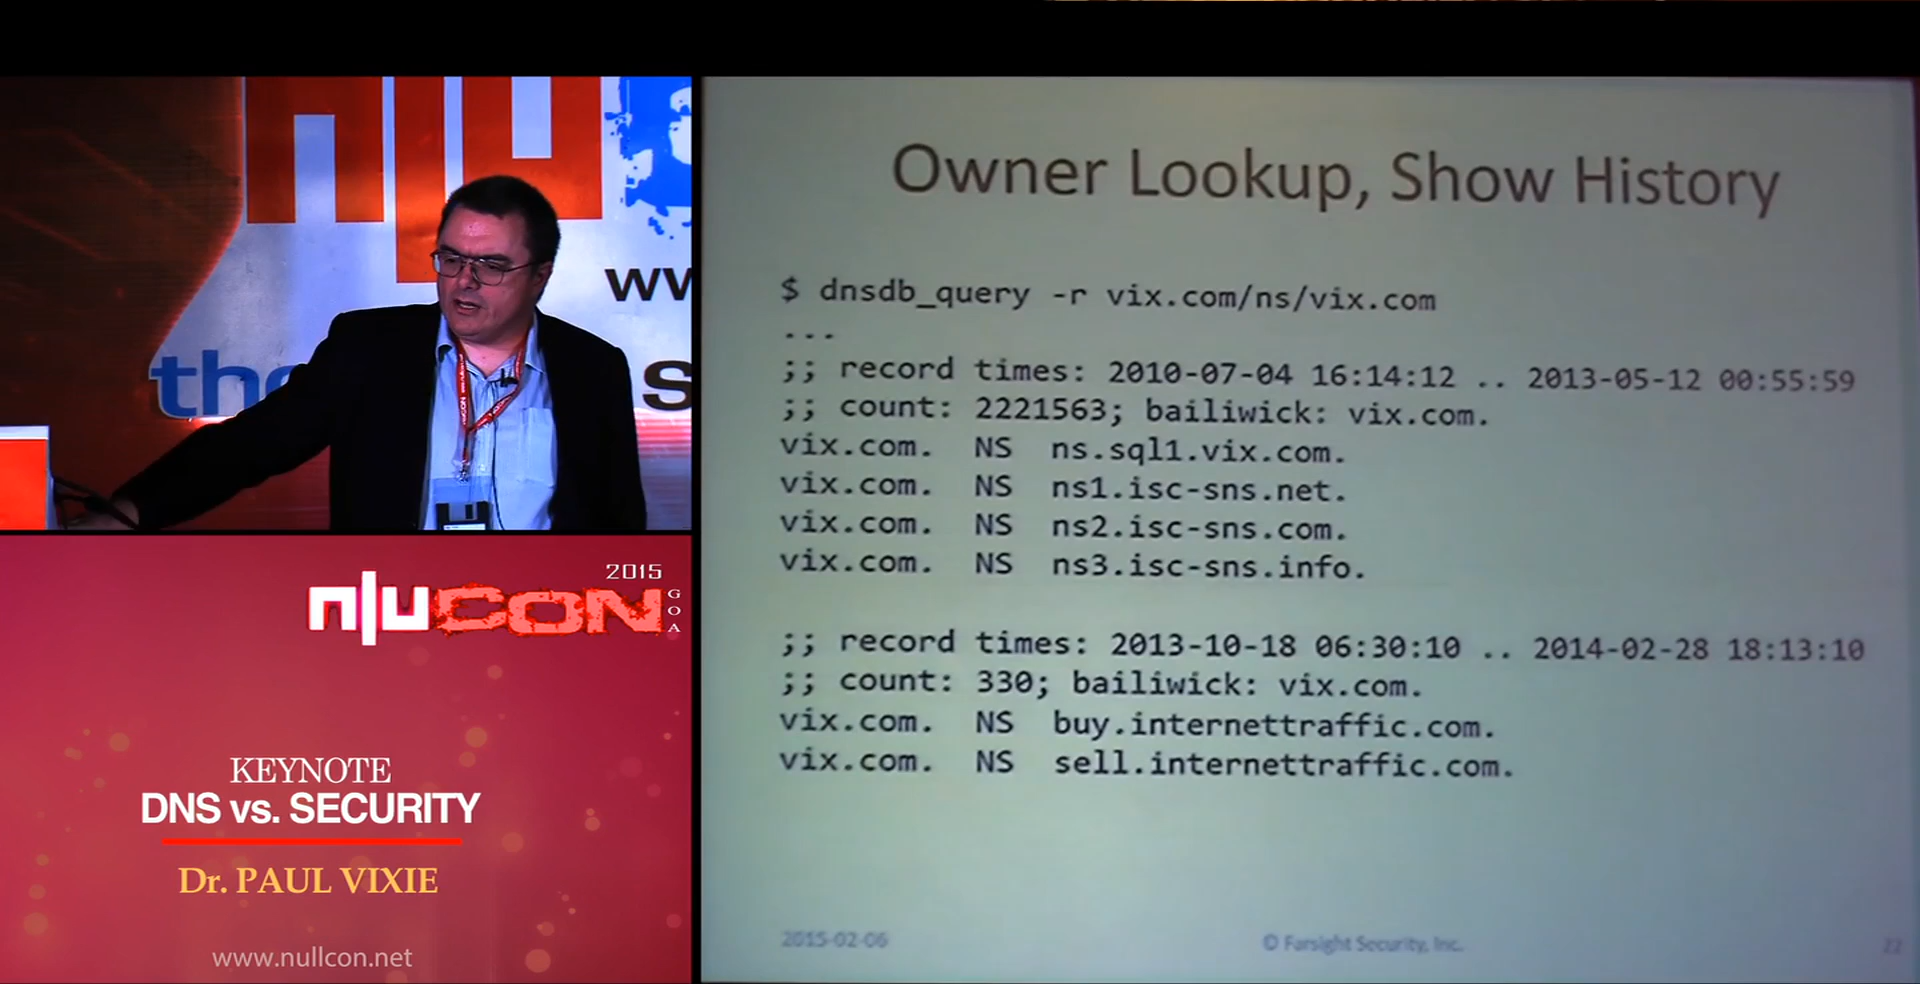 ww
the
S
2015
n|u CON
GOA
KEYNOTE
DNS vs. SECURITY
Dr. PAUL VIXIE
www.nullcon.net
Owner Lookup, Show History
$ dnsdb_query -r vix.com/ns/vix.com
...
;; record times: 2010-07-04 16:14:12 .. 2013-05-12 00:55:59
;; count: 2221563; bailiwick: vix.com.
vix.com. NS ns.sql1.vix.com.
vix.com. NS ns1.isc-sns.net.
vix.com. NS ns2.isc-sns.com.
vix.com. NS ns3.isc-sns.info.
;; record times: 2013-10-18 06:30:10 .. 2014-02-28 18:13:10
;; count: 330; bailiwick: vix.com.
vix.com. NS buy.internettraffic.com.
vix.com. NS sell.internettraffic.com.
2015-02-06
© Farsight Security, Inc.
22